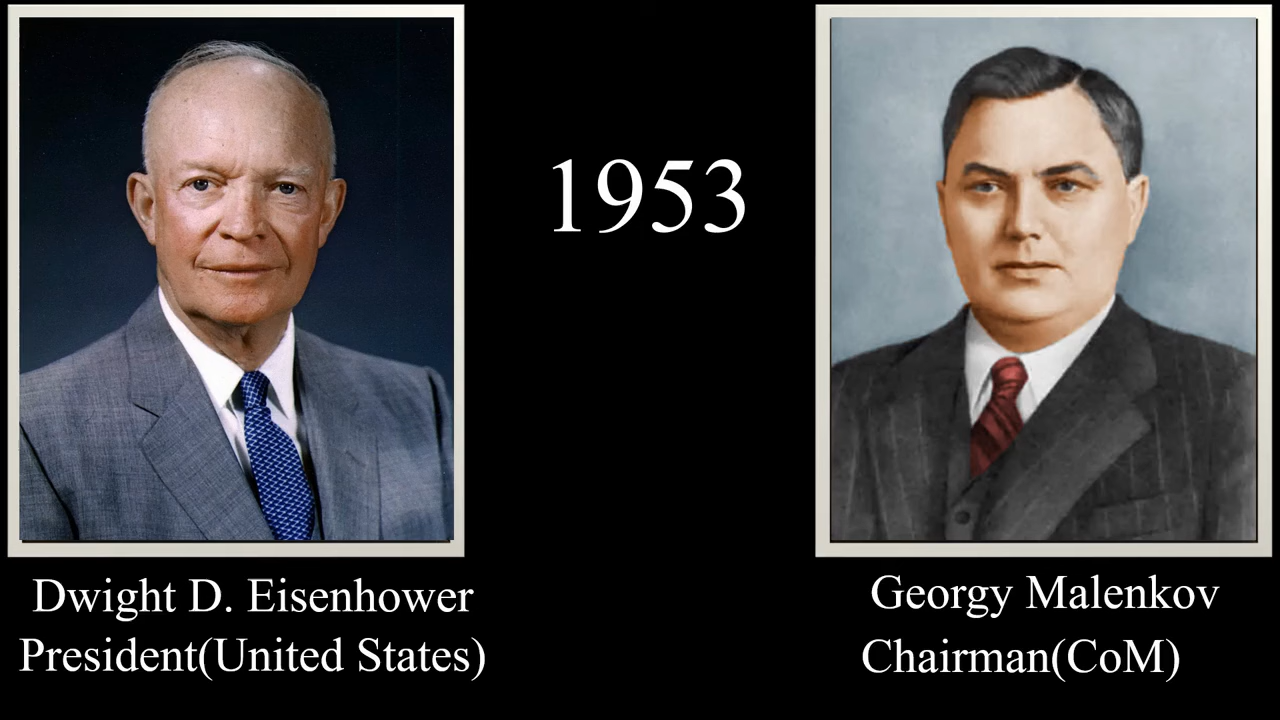 1953
Dwight D. Eisenhower
President(United States)
Georgy Malenkov
Chairman(CoM)